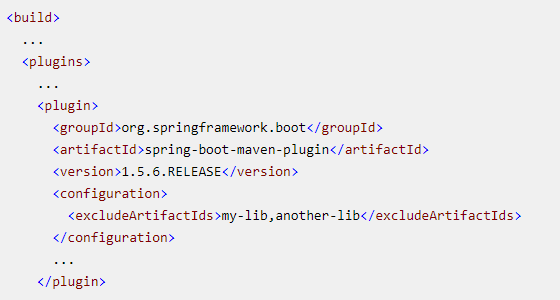 <build>
...
<plugins>
...
<plugin>
<groupId>org.springframework.boot</groupId>
<artifactId>spring-boot-maven-plugin</artifactId>
<version>1.5.6.RELEASE</version>
<configuration>
<excludeArtifactIds>my-lib,another-lib</excludeArtifactIds>
</configuration>
...
</plugin>